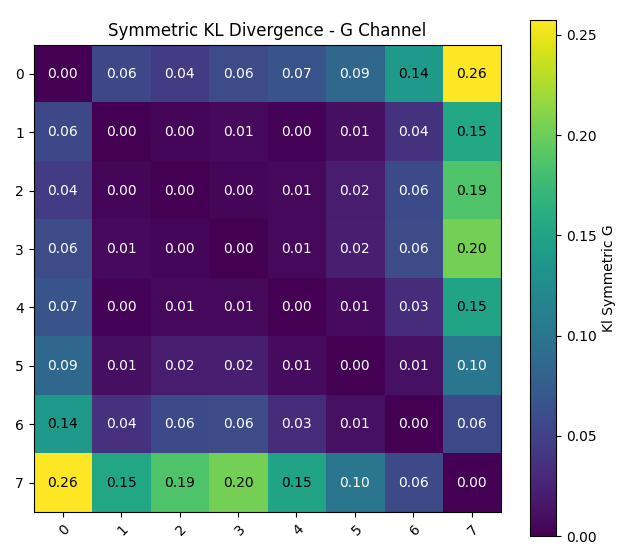 Symmetric KL Divergence - G Channel
0 0.00 0.06 0.04 0.06 0.07 0.09 0.14 0.26
1 0.06 0.00 0.00 0.01 0.00 0.01 0.04 0.15
2 0.04 0.00 0.00 0.00 0.01 0.02 0.06 0.19
3 0.06 0.01 0.00 0.00 0.01 0.02 0.06 0.20
4 0.07 0.00 0.01 0.01 0.00 0.01 0.03 0.15
5 0.09 0.01 0.02 0.02 0.01 0.00 0.01 0.10
6 0.14 0.04 0.06 0.06 0.03 0.01 0.00 0.06
7 0.26 0.15 0.19 0.20 0.15 0.10 0.06 0.00
0 1 2 3 4 5 6 7
0.25
0.20
0.15
0.10
0.05
0.00
Kl Symmetric G